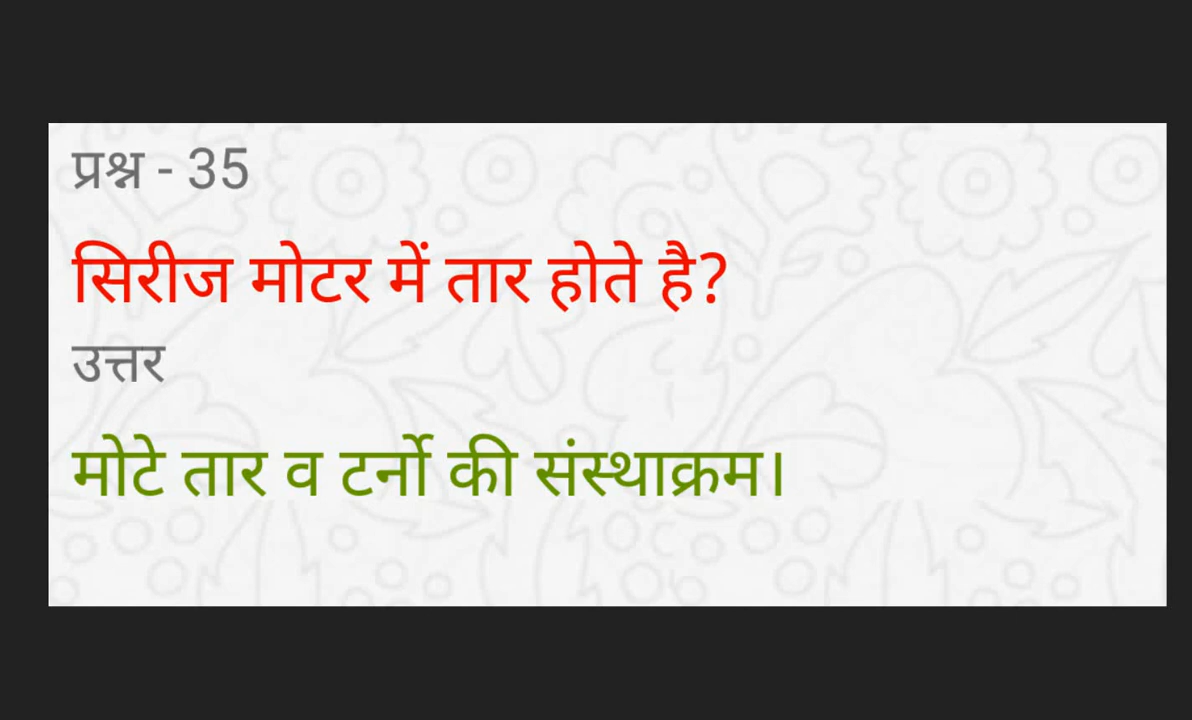 प्रश्न - 35
सिरीज मोटर में तार होते है?
उत्तर
मोटे तार व टर्नो की संस्थाक्रम।